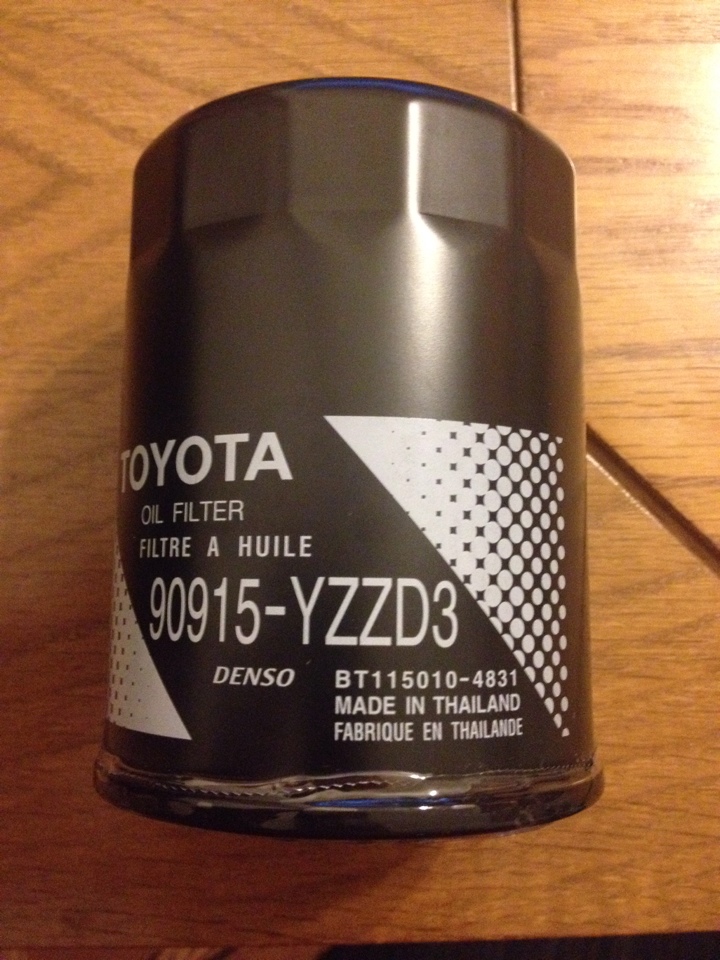 TOYOTA
OIL FILTER
FILTRE A HUILE
90915-YZZD3
DENSO
BT115010-4831
MADE IN THAILAND
FABRIQUE EN THAILANDE